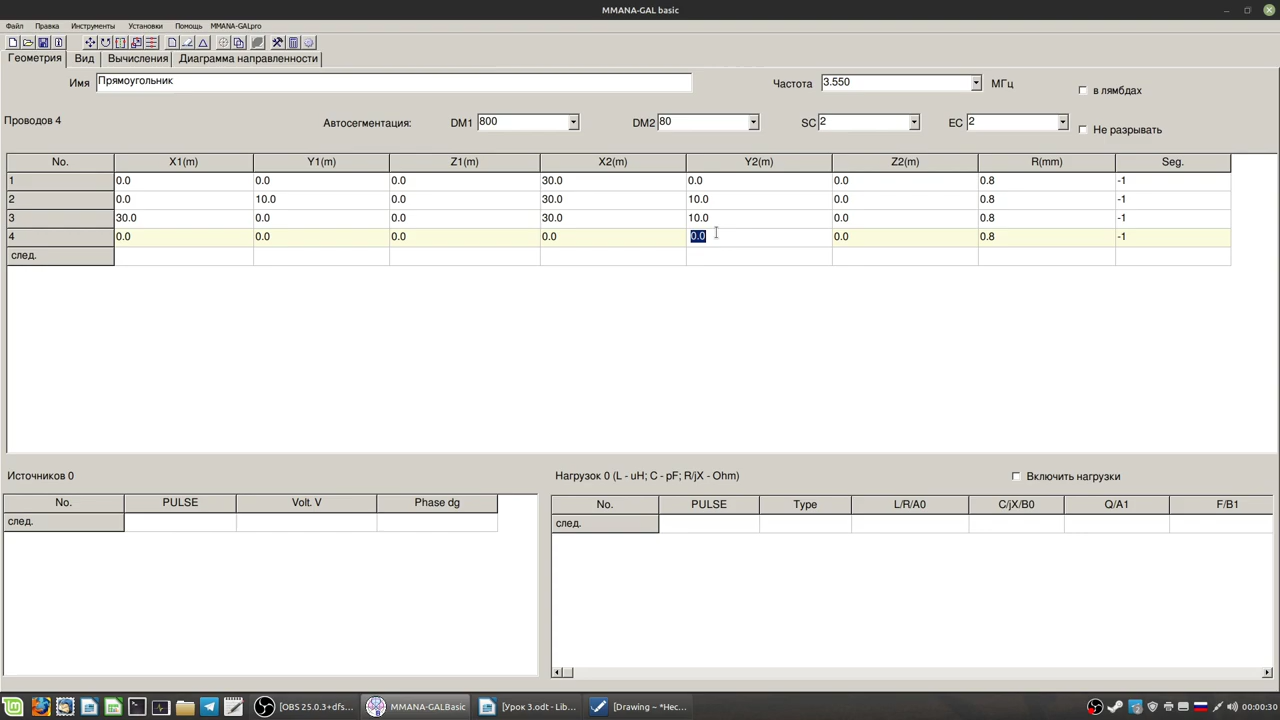 MMANA-GAL basic
Файл Правка Инструменты Установки Помощь MMANA-GALpro
Геометрия Вид Вычисления Диаграмма направленности
Имя Прямоугольник Частота 3.550 МГц в лямбдах
Проводов 4 Автосегментация: DM1 800 DM2 80 SC 2 EC 2 Не разрывать
No. X1(m) Y1(m) Z1(m) X2(m) Y2(m) Z2(m) R(mm) Seg.
1 0.0 0.0 0.0 30.0 0.0 0.0 0.8 -1
2 0.0 10.0 0.0 30.0 10.0 0.0 0.8 -1
3 30.0 0.0 0.0 30.0 10.0 0.0 0.8 -1
4 0.0 0.0 0.0 0.0 0.0 0.0 0.8 -1
след.
Источников 0 Нагрузок 0 (L - uH; C - pF; R/jX - Ohm) Включить нагрузки
No. PULSE Volt. V Phase dg No. PULSE Type L/R/A0 C/jX/B0 Q/A1 F/B1
след. след.
[OBS 25.0.3+dfs... MMANA-GALBasic [Урок 3.odt - Lib... [Drawing ~ *Нес... 00:00:30